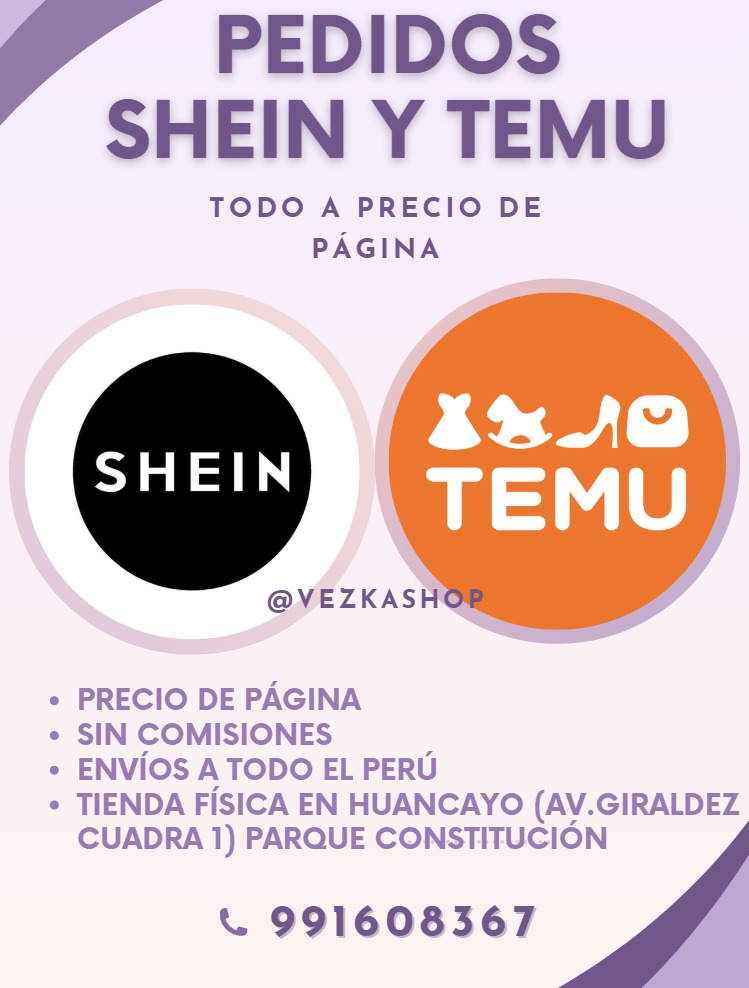 PEDIDOS
SHEIN Y TEMU
TODO A PRECIO DE
PÁGINA
SHEIN
TEMU
@VEZKASHOP
• PRECIO DE PÁGINA
• SIN COMISIONES
• ENVÍOS A TODO EL PERÚ
• TIENDA FÍSICA EN HUANCAYO (AV.GIRALDEZ
CUADRA 1) PARQUE CONSTITUCIÓN
991608367